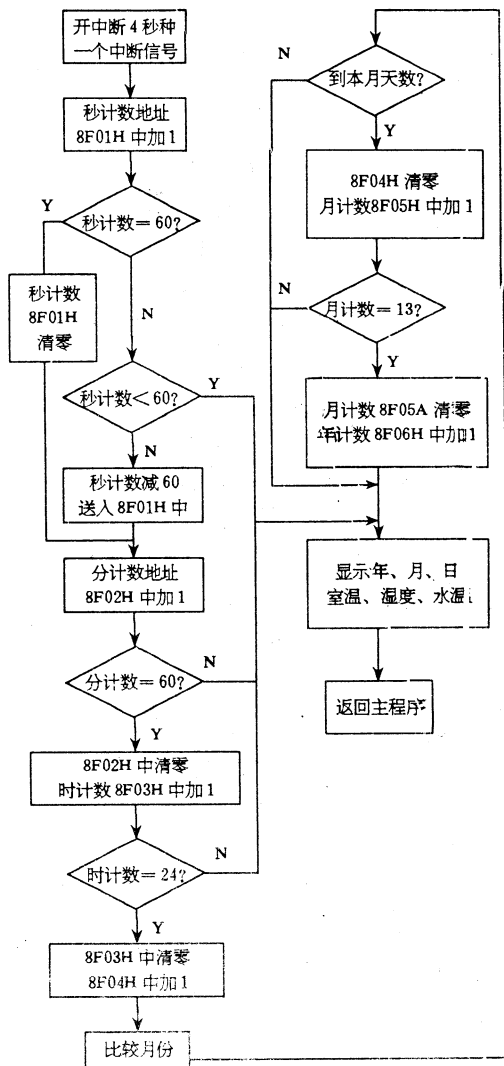 开中断4秒种
一个中断信号
秒计数地址
8F01H 中加1
Y
秒计数=60?
秒计数
8F01H
清零
N
秒计数<60?
Y
N
秒计数减60
送入8F01H中
分计数地址
8F02H 中加1
分计数=60?
N
Y
8F02H 中清零
时计数8F03H 中加1
时计数=24?
N
Y
8F03H 中清零
8F04H 中加1
比较月份
N
到本月天数?
Y
8F04H 清零
月计数8F05H 中加1
N
月计数=13?
Y
月计数 8F05A 清零
年计数8F06H 中加1
显示年、月、日
室温、湿度、水温
返回主程序